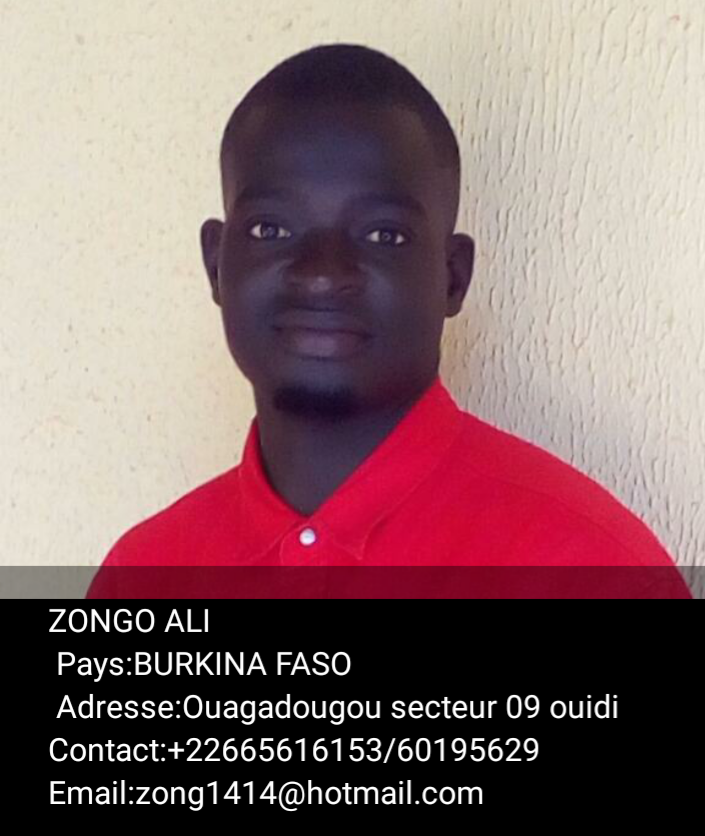 ZONGO ALI
Pays:BURKINA FASO
Adresse:Ouagadougou secteur 09 ouidi
Contact:+22665616153/60195629
Email:zong1414@hotmail.com